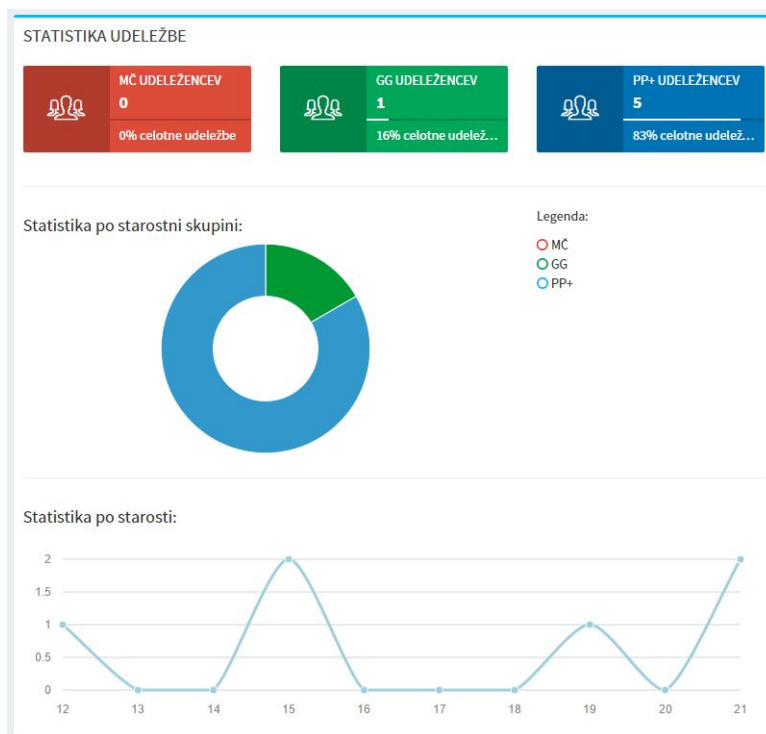 STATISTIKA UDELEŽBE
MČ UDELEŽENCEV
0
0% celotne udeležbe
GG UDELEŽENCEV
1
16% celotne udelež...
PP+ UDELEŽENCEV
5
83% celotne udelež...
Statistika po starostni skupini:
Legenda:
MČ
GG
PP+
Statistika po starosti:
2
1.5
1
0.5
0
12 13 14 15 16 17 18 19 20 21